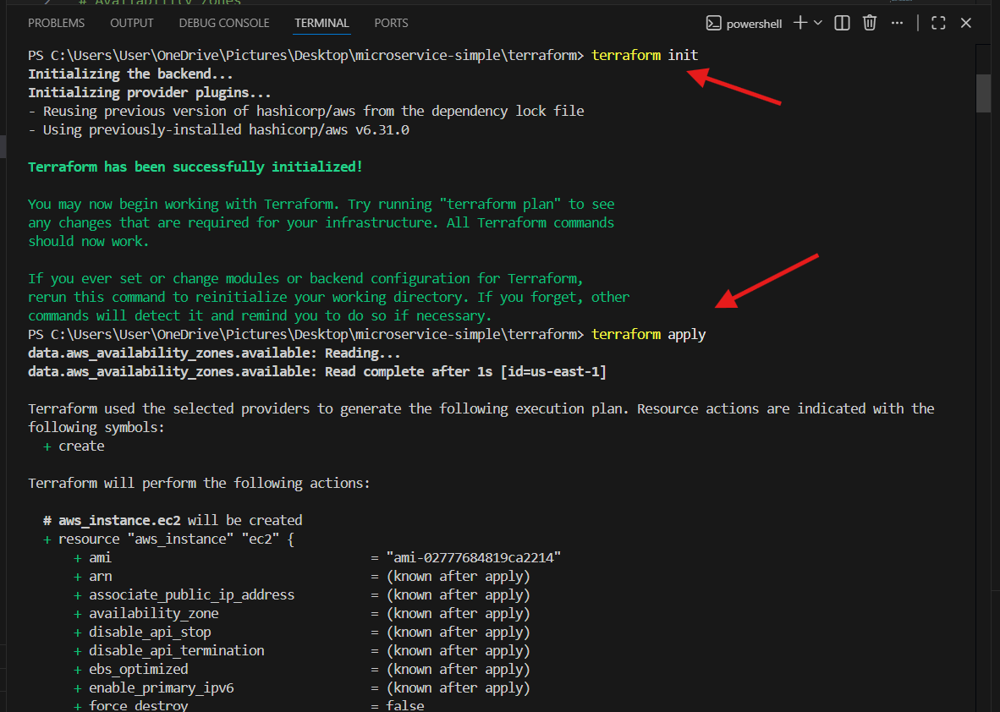 # Availability Zones
PROBLEMS OUTPUT DEBUG CONSOLE TERMINAL PORTS powershell
PS C:\Users\User\OneDrive\Pictures\Desktop\microservice-simple\terraform> terraform init
Initializing the backend...
Initializing provider plugins...
- Reusing previous version of hashicorp/aws from the dependency lock file
- Using previously-installed hashicorp/aws v6.31.0
Terraform has been successfully initialized!
You may now begin working with Terraform. Try running "terraform plan" to see
any changes that are required for your infrastructure. All Terraform commands
should now work.
If you ever set or change modules or backend configuration for Terraform,
rerun this command to reinitialize your working directory. If you forget, other
commands will detect it and remind you to do so if necessary.
PS C:\Users\User\OneDrive\Pictures\Desktop\microservice-simple\terraform> terraform apply
data.aws_availability_zones.available: Reading...
data.aws_availability_zones.available: Read complete after 1s [id=us-east-1]
Terraform used the selected providers to generate the following execution plan. Resource actions are indicated with the
following symbols:
+ create
Terraform will perform the following actions:
# aws_instance.ec2 will be created
+ resource "aws_instance" "ec2" {
+ ami = "ami-02777684819ca2214"
+ arn = (known after apply)
+ associate_public_ip_address = (known after apply)
+ availability_zone = (known after apply)
+ disable_api_stop = (known after apply)
+ disable_api_termination = (known after apply)
+ ebs_optimized = (known after apply)
+ enable_primary_ipv6 = (known after apply)
+ force_destroy = false